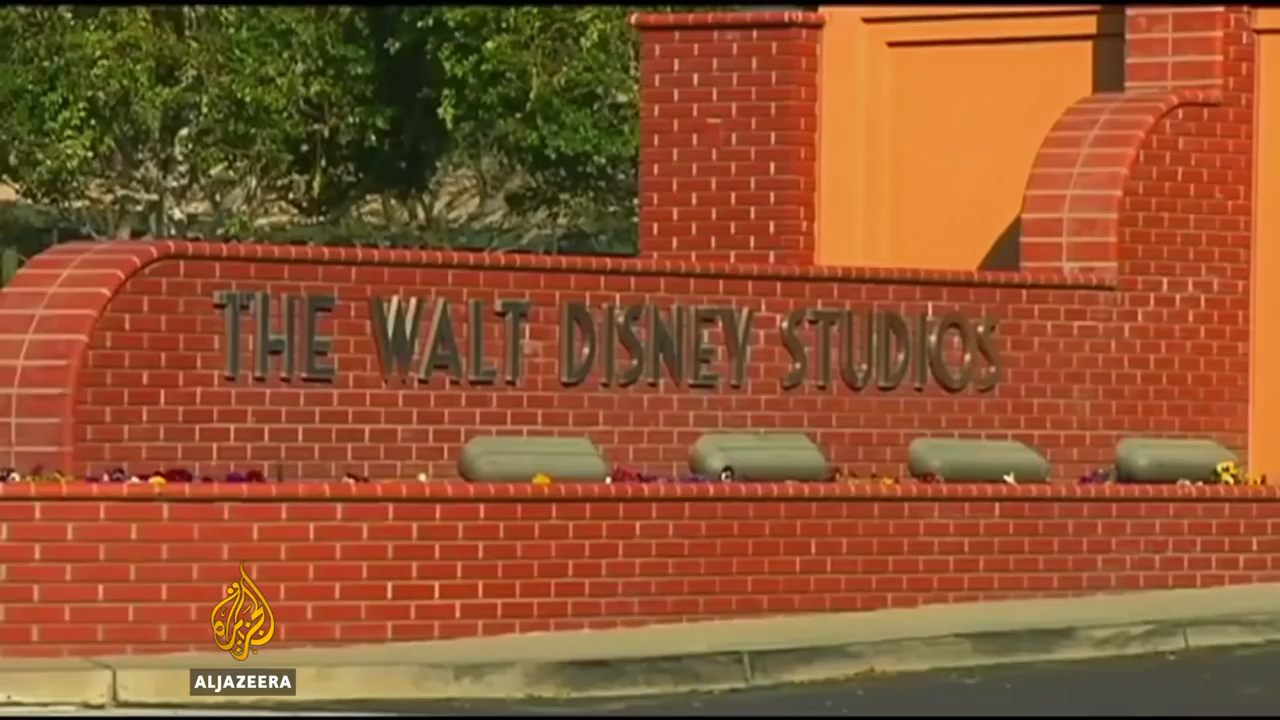 THE WALT DISNEY STUDIOS
الجزيرة
ALJAZEERA